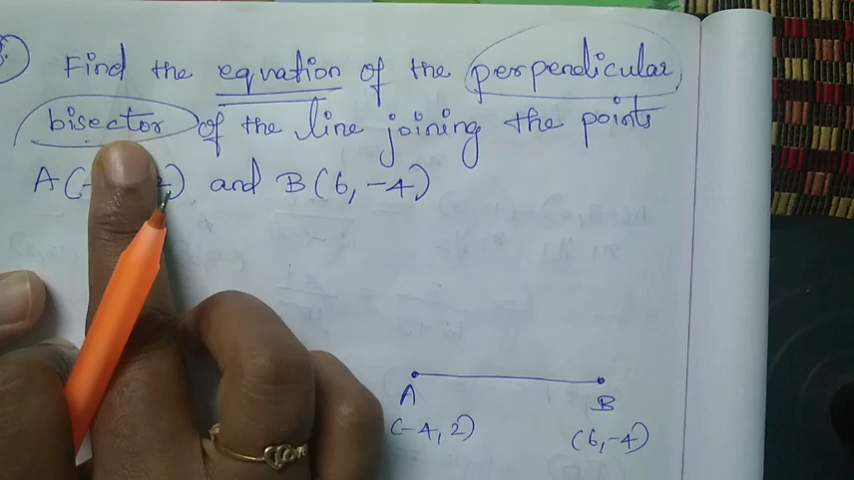 Find the equation of the perpendicular
bisector of the line joining the points
A(- 2) and B(6, -4)
A B
(-4, 2) (6, -4)